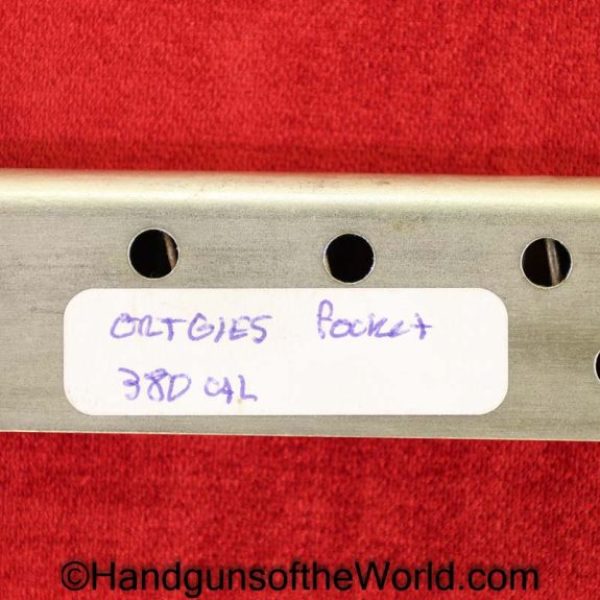 ORTGIES Pocket
380 CAL
©HandgunsoftheWorld.com